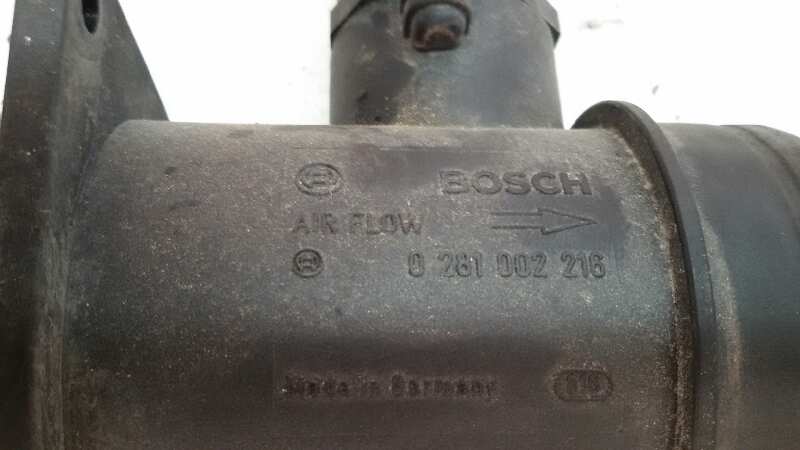 BOSCH
AIR FLOW
0 281 002 216
Made in Germany